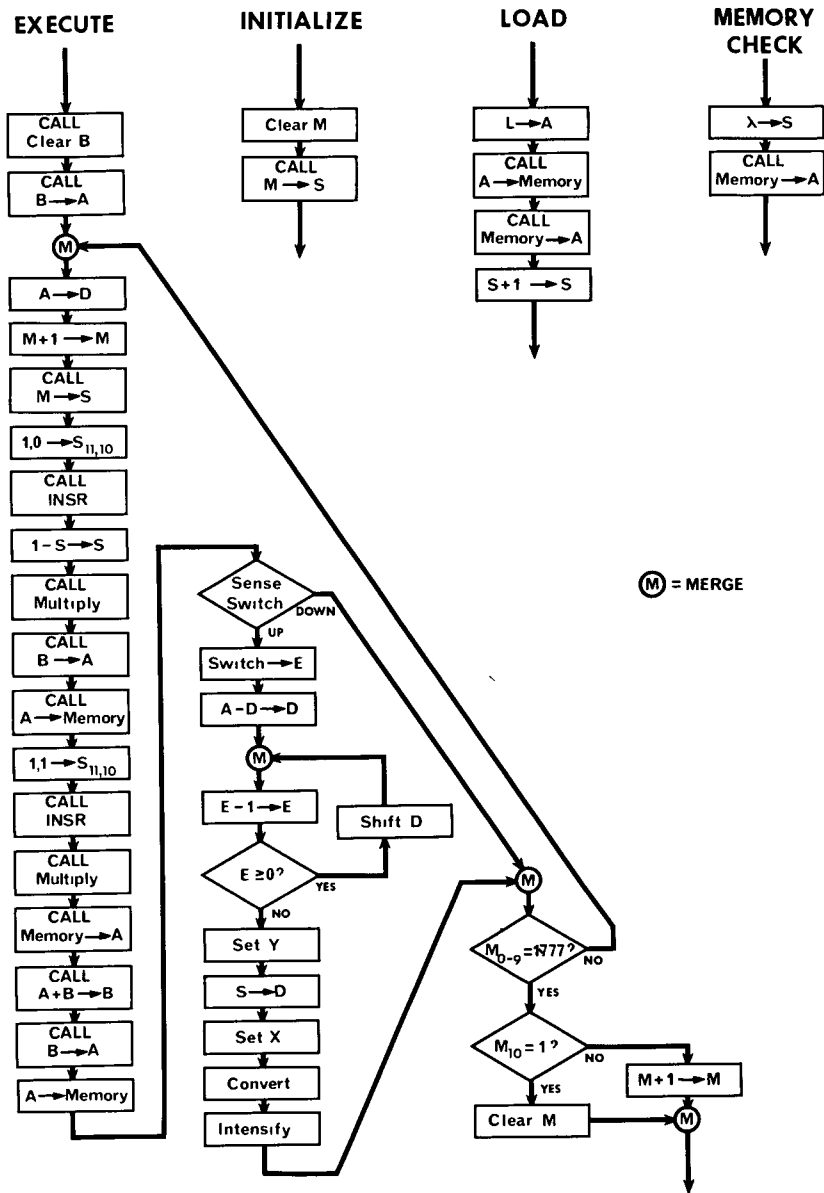 EXECUTE
CALL
Clear B
CALL
B→A
M
A→D
M+1→M
CALL
M→S
1,0→S11,10
CALL
INSR
1-S→S
CALL
Multiply
CALL
B→A
CALL
A→Memory
1,1→S11,10
CALL
INSR
CALL
Multiply
CALL
Memory→A
CALL
A+B→B
CALL
B→A
A→Memory
INITIALIZE
Clear M
CALL
M→S
Sense
Switch
DOWN
UP
Switch→E
A-D→D
M
E-1→E
Shift D
E≥0?
YES
NO
Set Y
S→D
Set X
Convert
Intensify
LOAD
L→A
CALL
A→Memory
CALL
Memory→A
S+1→S
MEMORY
CHECK
λ→S
CALL
Memory→A
M = MERGE
M
M0-9=1777?
NO
YES
M10=1?
NO
YES
M+1→M
Clear M
M